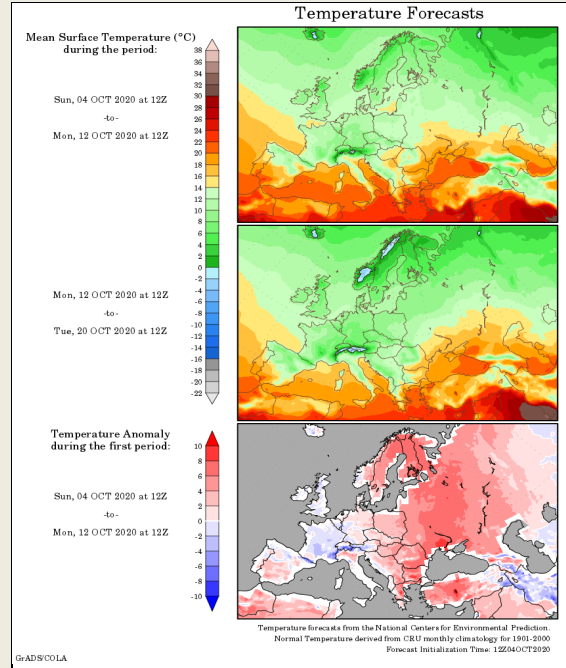 Temperature Forecasts
Mean Surface Temperature (°C)
during the period:
Sun, 04 OCT 2020 at 12Z
-to-
Mon, 12 OCT 2020 at 12Z
38
36
34
32
30
28
26
24
22
20
18
16
14
12
10
8
6
4
2
0
-2
-4
-6
-8
-10
-12
-14
-16
-18
-20
-22
Mon, 12 OCT 2020 at 12Z
-to-
Tue, 20 OCT 2020 at 12Z
Temperature Anomaly
during the first period:
Sun, 04 OCT 2020 at 12Z
-to-
Mon, 12 OCT 2020 at 12Z
10
8
6
4
2
0
-2
-4
-6
-8
-10
Temperature forecasts from the National Centers for Environmental Prediction.
Normal Temperature derived from CRU monthly climatology for 1901-2000
Forecast Initialization Time: 12Z04OCT2020
GrADS/COLA